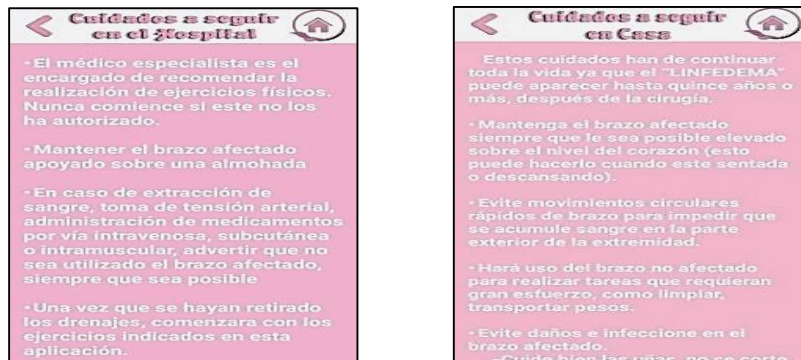 Cuidados a seguir
en el Hospital
•El médico especialista es el
encargado de recomendar la
realización de ejercicios físicos.
Nunca comience si este no los
ha autorizado.
•Mantener el brazo afectado
apoyado sobre una almohada
•En caso de extracción de
sangre, toma de tensión arterial,
administración de medicamentos
por vía intravenosa, subcutánea
o intramuscular, advertir que no
sea utilizado el brazo afectado,
siempre que sea posible
•Una vez que se hayan retirado
los drenajes, comenzara con los
ejercicios indicados en esta
aplicación.
Cuidados a seguir
en Casa
Estos cuidados han de continuar
toda la vida ya que el "LINFEDEMA"
puede aparecer hasta quince años o
más, después de la cirugía.
•Mantenga el brazo afectado
siempre que le sea posible elevado
sobre el nivel del corazón (esto
puede hacerlo cuando este sentada
o descansando).
•Evite movimientos circulares
rápidos de brazo para impedir que
se acumule sangre en la parte
exterior de la extremidad.
•Hará uso del brazo no afectado
para realizar tareas que requieran
gran esfuerzo, como limpiar,
transportar pesos.
•Evite daños e infeccione en el
brazo afectado.
-Cuide bien las uñas, no se corte